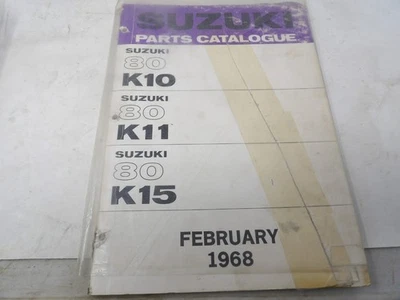 SUZUKI
PARTS CATALOGUE
SUZUKI
80
K10
SUZUKI
80
K11
SUZUKI
80
K15
FEBRUARY
1968